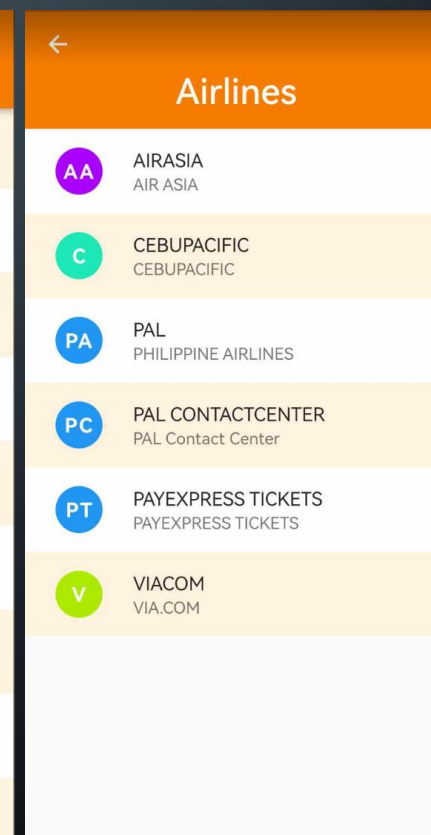 Airlines
AA
AIRASIA
AIR ASIA
C
CEBUPACIFIC
CEBUPACIFIC
PA
PAL
PHILIPPINE AIRLINES
PC
PAL CONTACTCENTER
PAL Contact Center
PT
PAYEXPRESS TICKETS
PAYEXPRESS TICKETS
V
VIACOM
VIA.COM